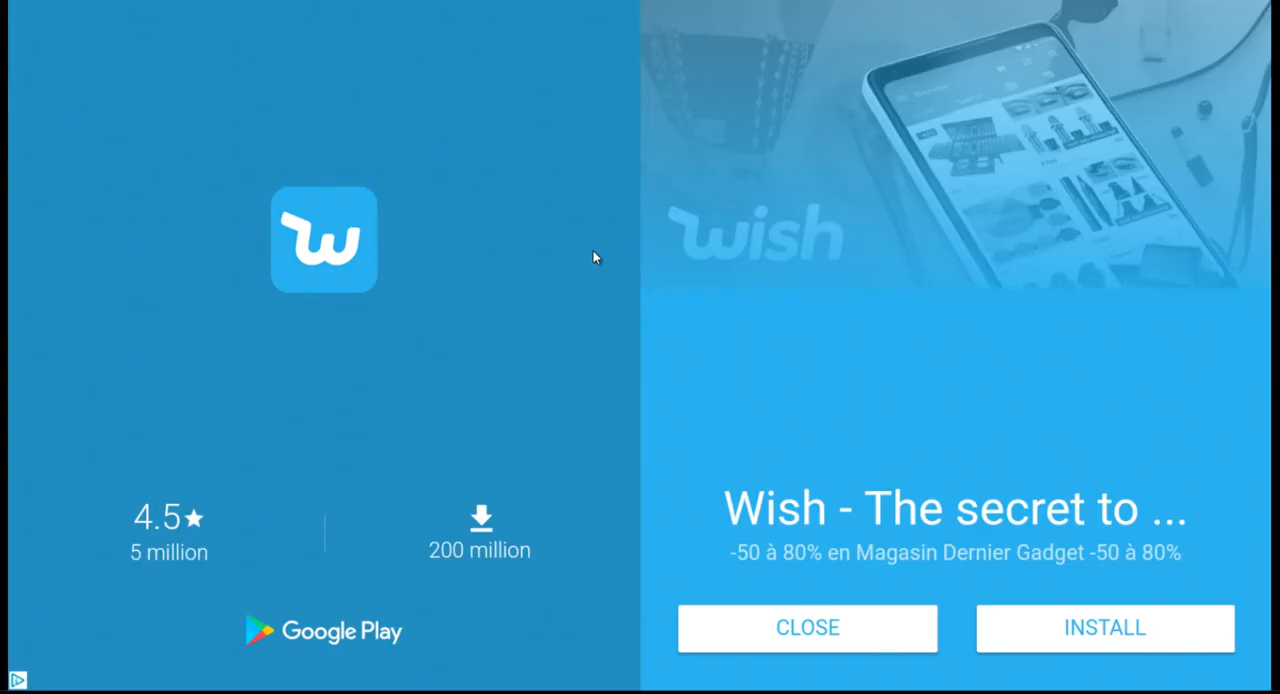 wish
4.5★
5 million
200 million
Google Play
Wish - The secret to ...
-50 à 80% en Magasin Dernier Gadget -50 à 80%
CLOSE
INSTALL